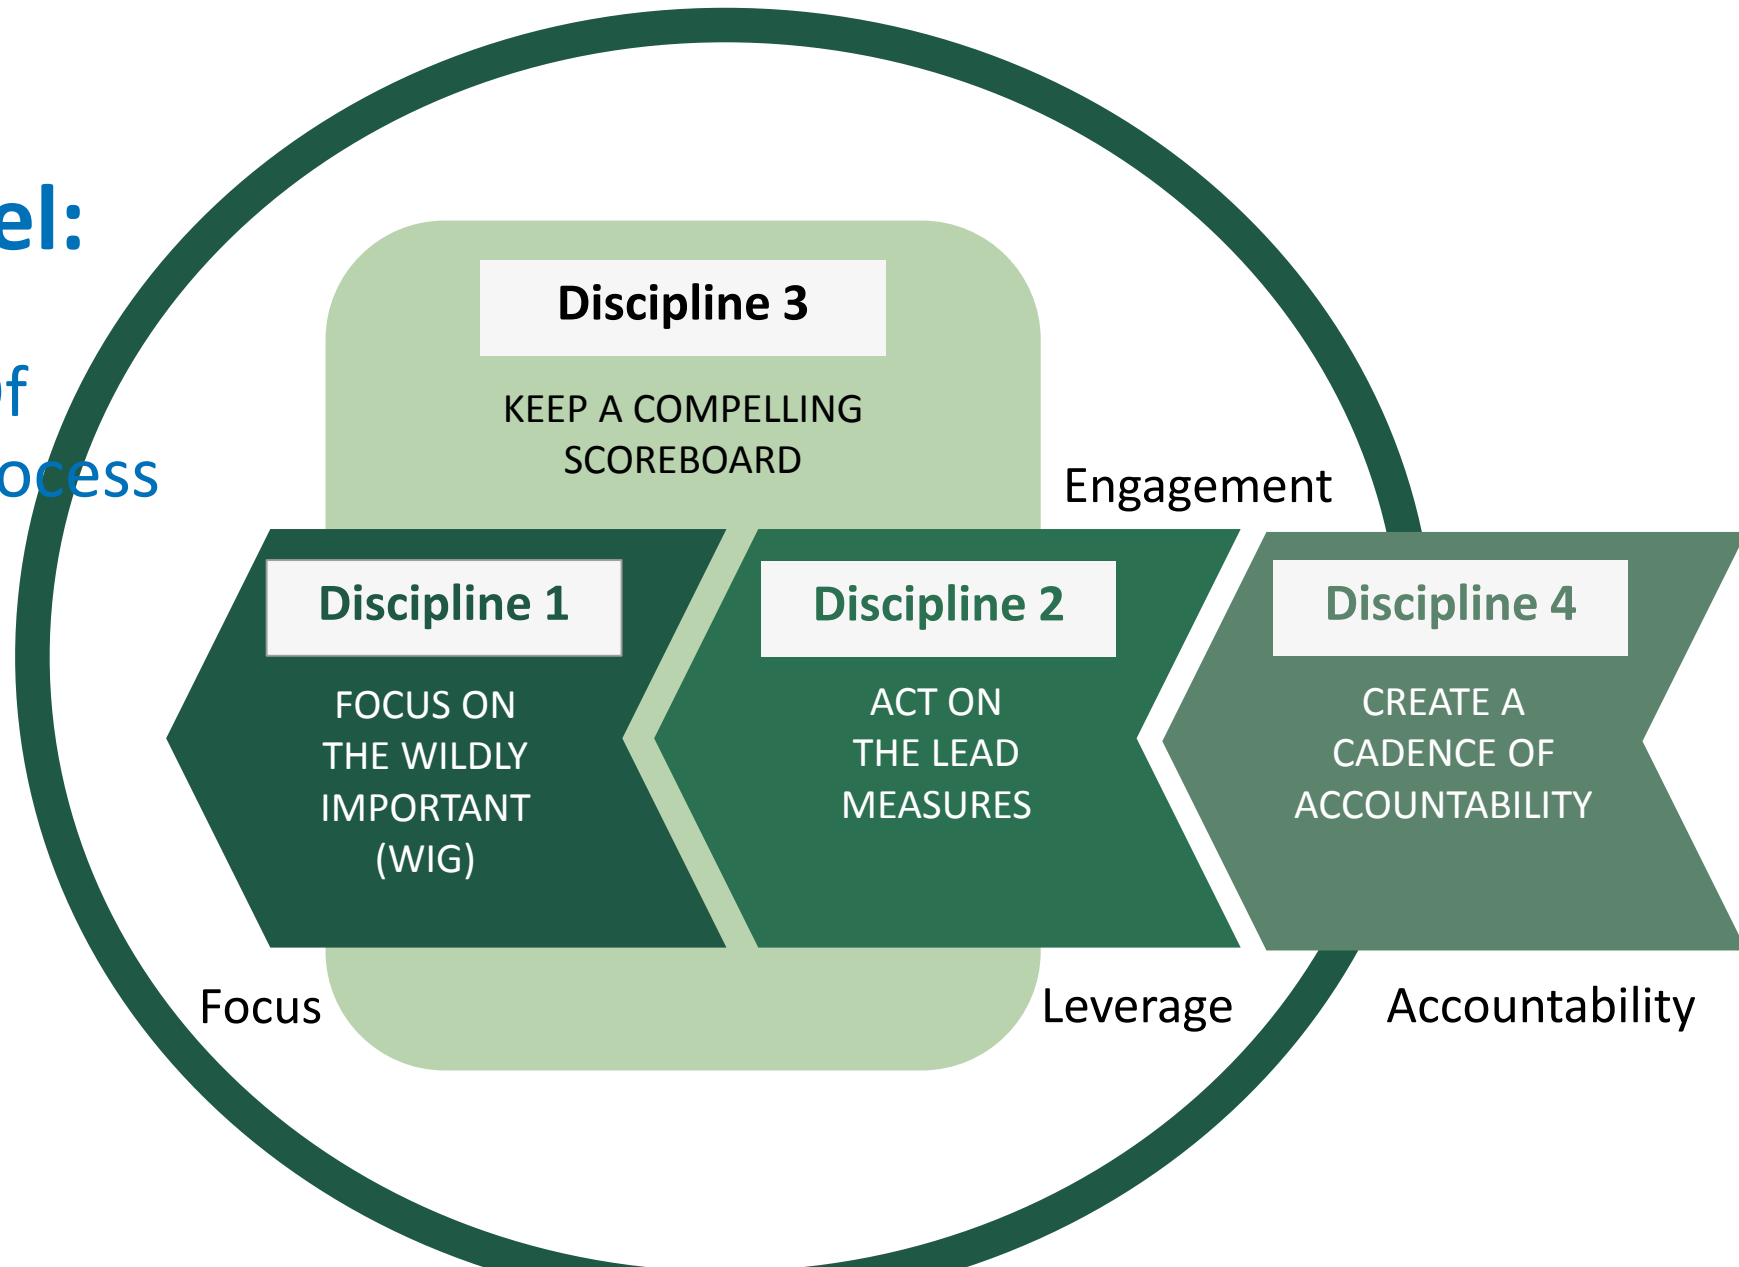 el:
of
ocess
Discipline 3
KEEP A COMPELLING
SCOREBOARD
Engagement
Discipline 1
FOCUS ON
THE WILDLY
IMPORTANT
(WIG)
Discipline 2
ACT ON
THE LEAD
MEASURES
Discipline 4
CREATE A
CADENCE OF
ACCOUNTABILITY
Focus
Leverage
Accountability